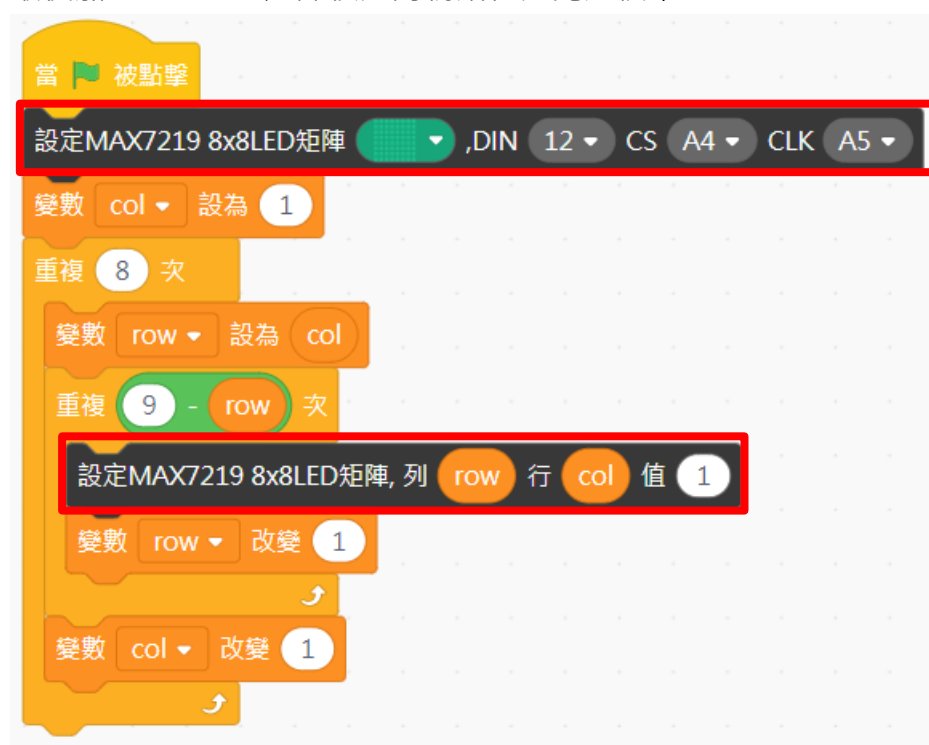 當 被點擊
設定MAX7219 8x8LED矩陣 ,DIN 12 CS A4 CLK A5
變數 col 設為 1
重複 8 次
變數 row 設為 col
重複 9 - row 次
設定MAX7219 8x8LED矩陣, 列 row 行 col 值 1
變數 row 改變 1
變數 col 改變 1